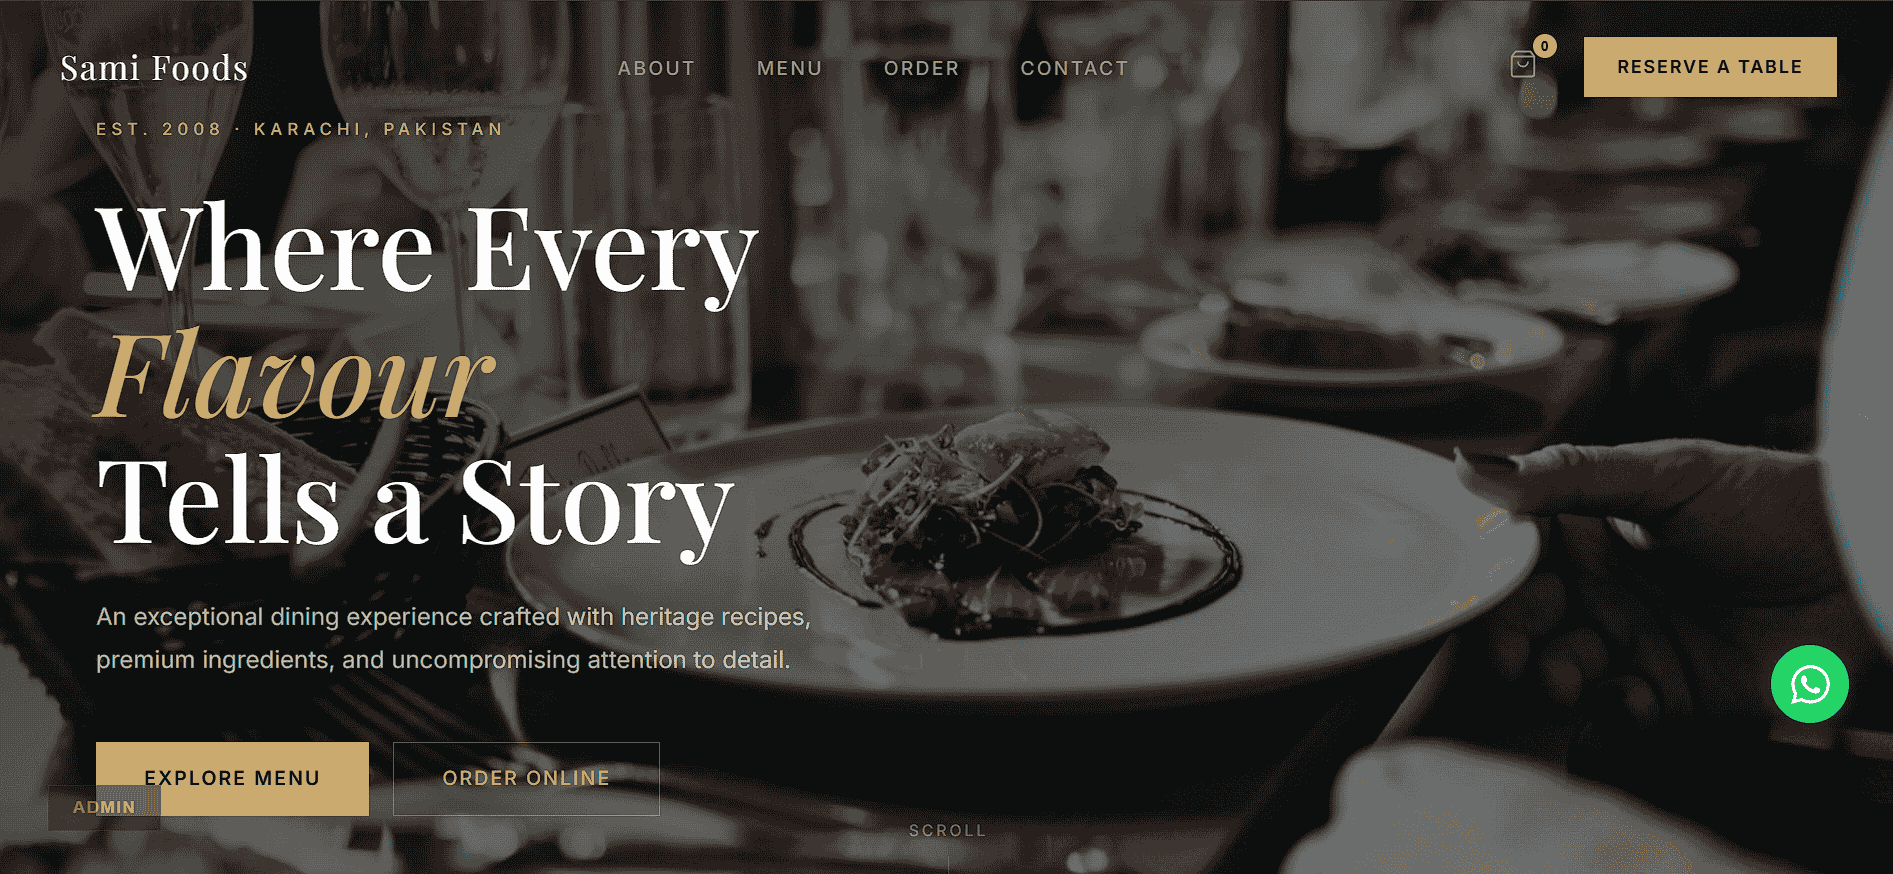 Sami Foods
ABOUT MENU ORDER CONTACT
0
RESERVE A TABLE
EST. 2008 · KARACHI, PAKISTAN
Where Every
Flavour
Tells a Story
An exceptional dining experience crafted with heritage recipes,
premium ingredients, and uncompromising attention to detail.
EXPLORE MENU
ORDER ONLINE
ADMIN
SCROLL